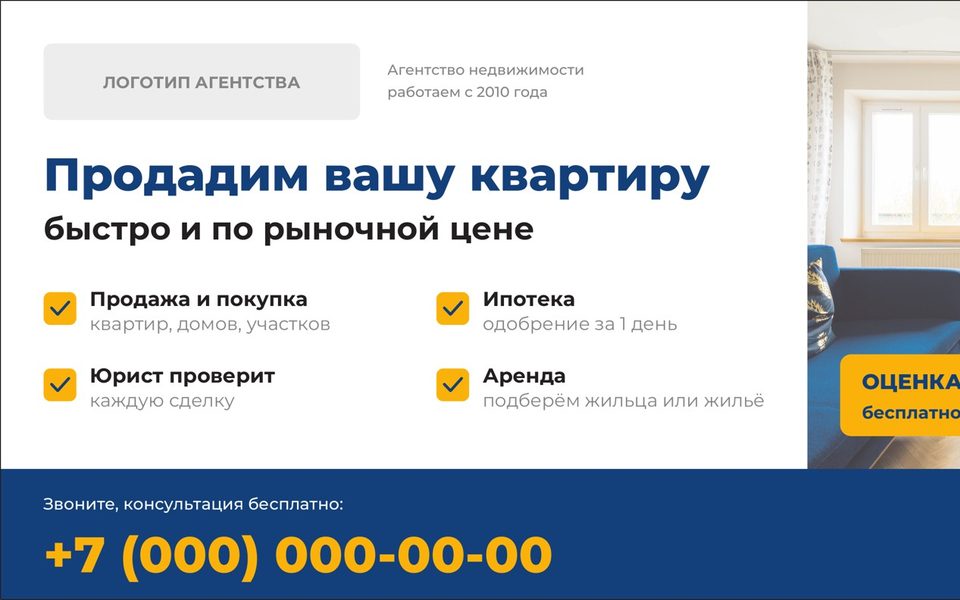 ЛОГОТИП АГЕНТСТВА
Агентство недвижимости
работаем с 2010 года
Продадим вашу квартиру
быстро и по рыночной цене
Продажа и покупка
квартир, домов, участков
Ипотека
одобрение за 1 день
Юрист проверит
каждую сделку
Аренда
подберём жильца или жильё
ОЦЕНКА
бесплатно
Звоните, консультация бесплатно:
+7 (000) 000-00-00